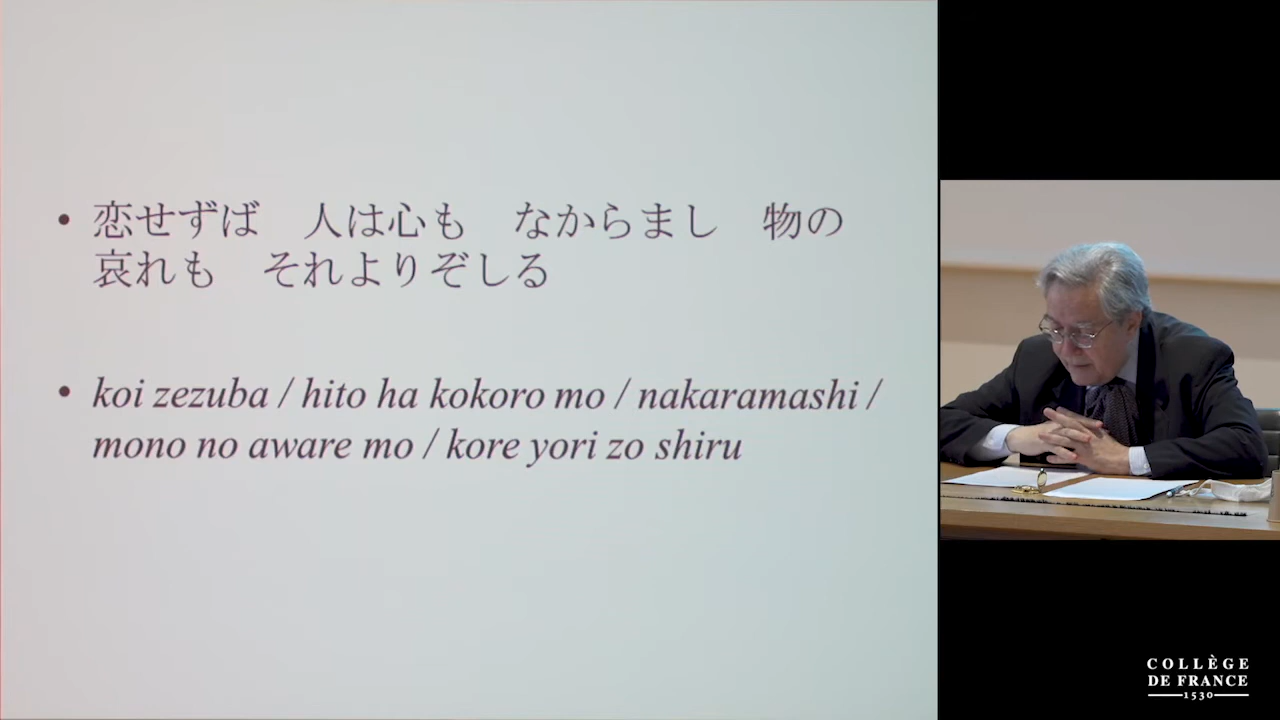 • 恋せずば　人は心も　なからまし　物の
哀れも　それよりぞしる
• koi zezuba / hito ha kokoro mo / nakaramashi /
mono no aware mo / kore yori zo shiru
COLLÈGE
DE FRANCE
1530